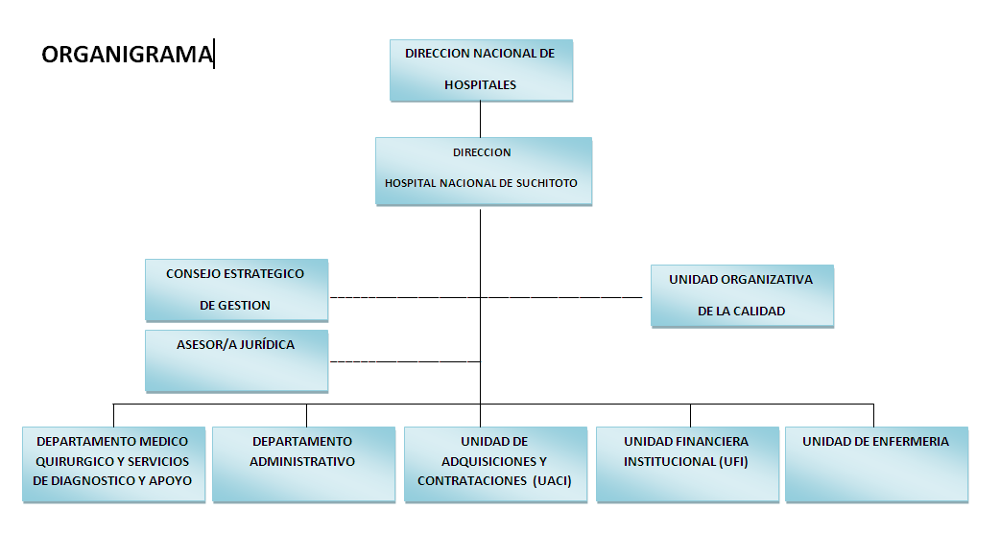 ORGANIGRAMA
DIRECCION NACIONAL DE
HOSPITALES
DIRECCION
HOSPITAL NACIONAL DE SUCHITOTO
CONSEJO ESTRATEGICO
DE GESTION
UNIDAD ORGANIZATIVA
DE LA CALIDAD
ASESOR/A JURÍDICA
DEPARTAMENTO MEDICO
QUIRURGICO Y SERVICIOS
DE DIAGNOSTICO Y APOYO
DEPARTAMENTO
ADMINISTRATIVO
UNIDAD DE
ADQUISICIONES Y
CONTRATACIONES (UACI)
UNIDAD FINANCIERA
INSTITUCIONAL (UFI)
UNIDAD DE ENFERMERIA